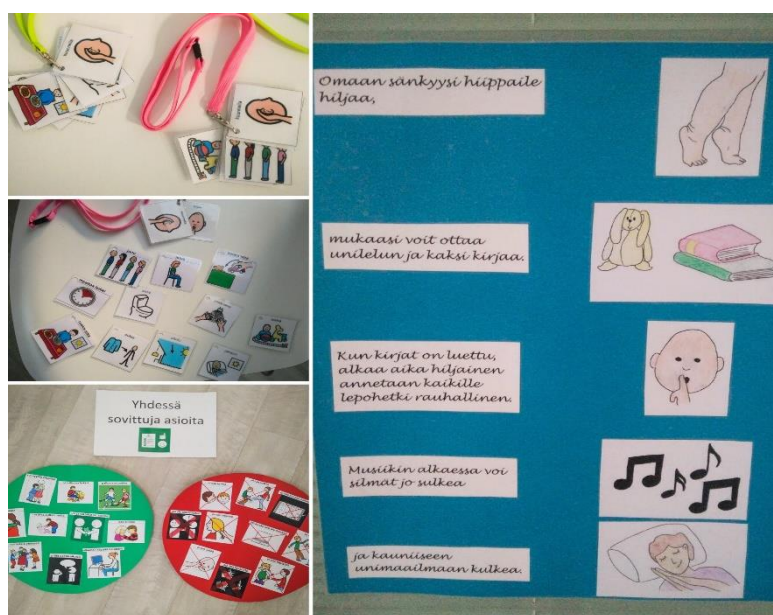 Yhdessä
sovittuja asioita
Omaan sänkyysi hiippaile
hiljaa,
mukaasi voit ottaa
unilelun ja kaksi kirjaa.
Kun kirjat on luettu,
alkaa aika hiljainen
annetaan kaikille
lepohetki rauhallinen.
Musiikin alkaessa voi
silmät jo sulkea
ja kauniiseen
unimaailmaan kulkea.